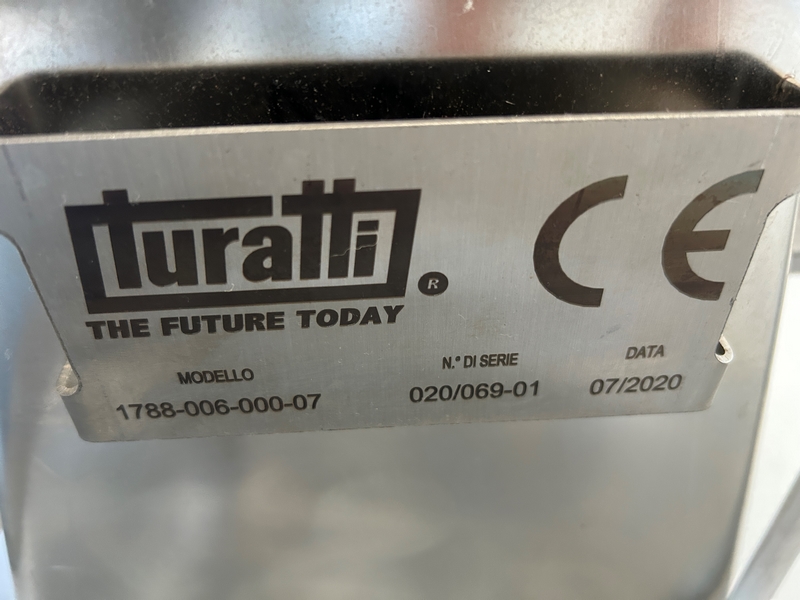 turatti
®
CE
THE FUTURE TODAY
MODELLO
N.° DI SERIE
DATA
1788-006-000-07
020/069-01
07/2020